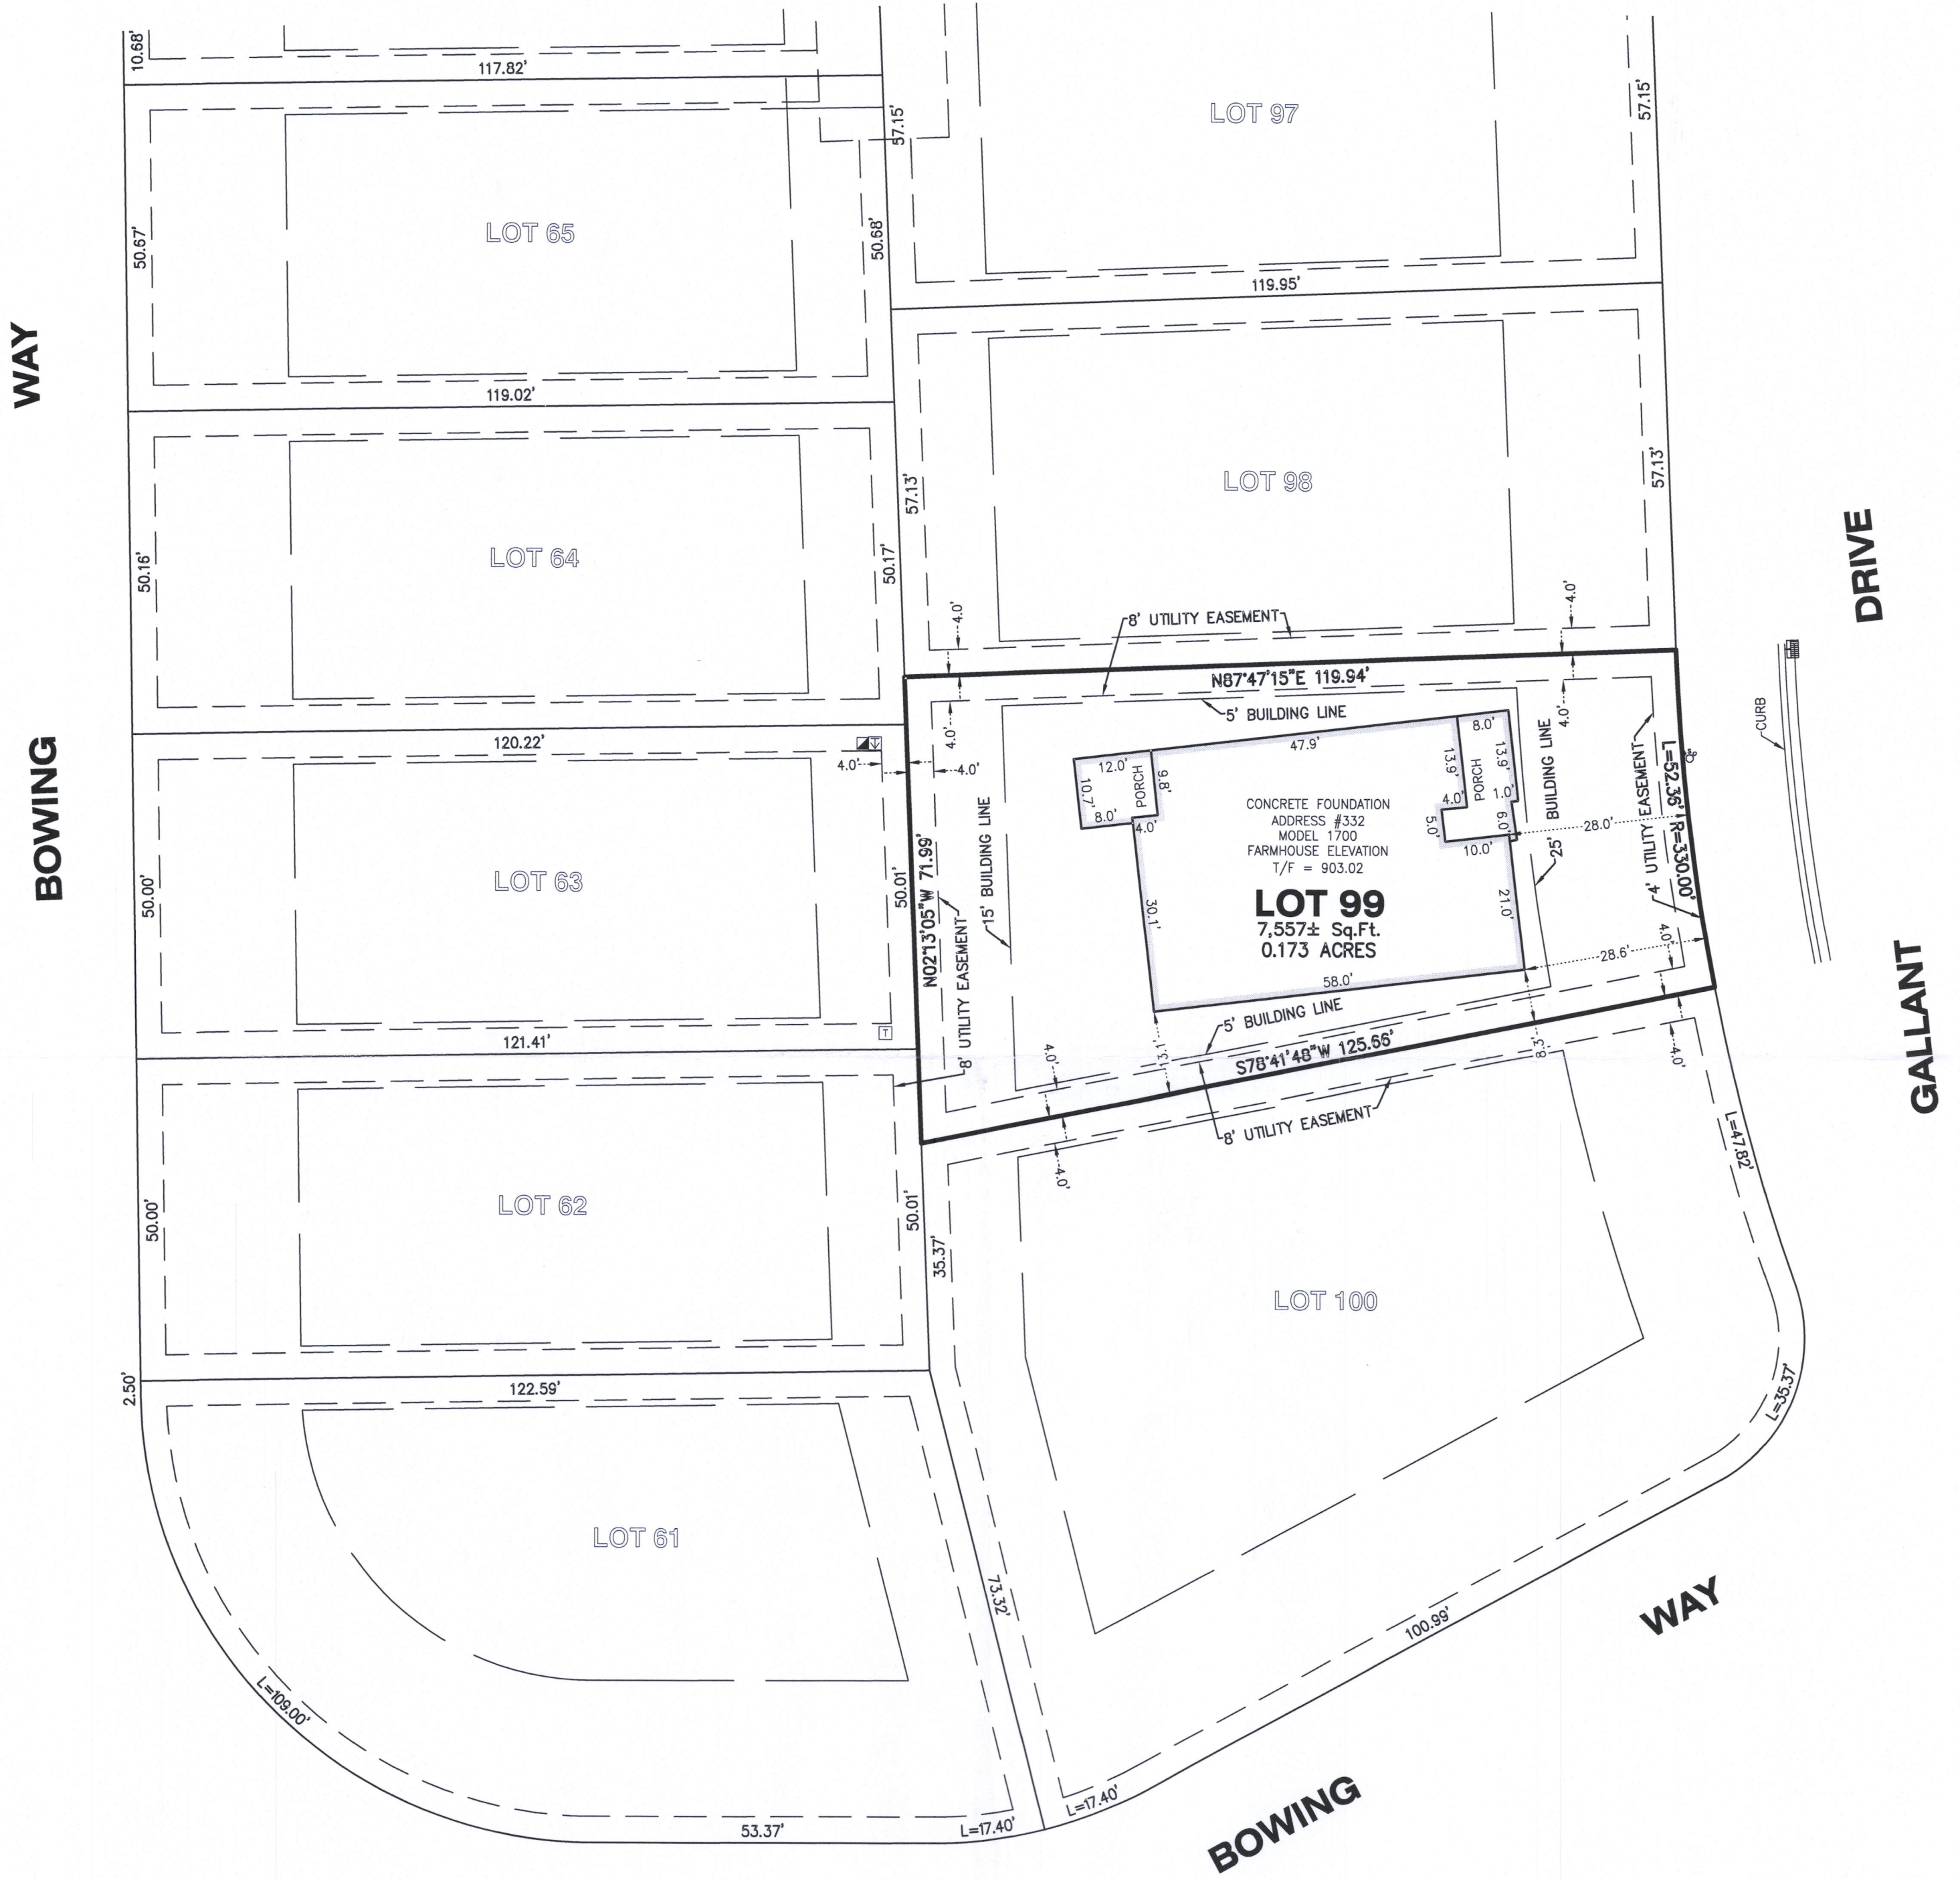 10.68'
117.82'
57.15'
LOT 97
57.15'
LOT 65
50.67'
50.68'
119.95'
WAY
119.02'
LOT 98
57.13'
57.13'
LOT 64
50.16'
50.17'
DRIVE
4.0'
8' UTILITY EASEMENT
4.0'
N87°47'15"E 119.94'
5' BUILDING LINE
4.0'
4.0'
CURB
BOWING
120.22'
4.0'
4.0'
47.9'
8.0'
12.0'
10.7'
PORCH
9.8'
8.0'
4.0'
13.9'
PORCH
13.9'
4.0'
1.0'
5.0'
6.0'
10.0'
28.0'
25' BUILDING LINE
4' UTILITY EASEMENT
L=52.36' R=330.00'
CONCRETE FOUNDATION
ADDRESS #332
MODEL 1700
FARMHOUSE ELEVATION
T/F = 903.02
LOT 99
7,557± Sq.Ft.
0.173 ACRES
LOT 63
50.00'
50.01'
N02°13'05"W 71.99'
15' BUILDING LINE
8' UTILITY EASEMENT
30.1'
21.0'
58.0'
28.6'
4.0'
GALLANT
T
121.41'
5' BUILDING LINE
S78°41'48"W 125.66'
4.0'
13.1'
8.3'
4.0'
8' UTILITY EASEMENT
4.0'
L=47.82'
LOT 62
50.00'
50.01'
35.37'
LOT 100
2.50'
122.59'
L=35.37'
LOT 61
73.32'
WAY
100.99'
L=109.00'
53.37'
L=17.40'
L=17.40'
BOWING